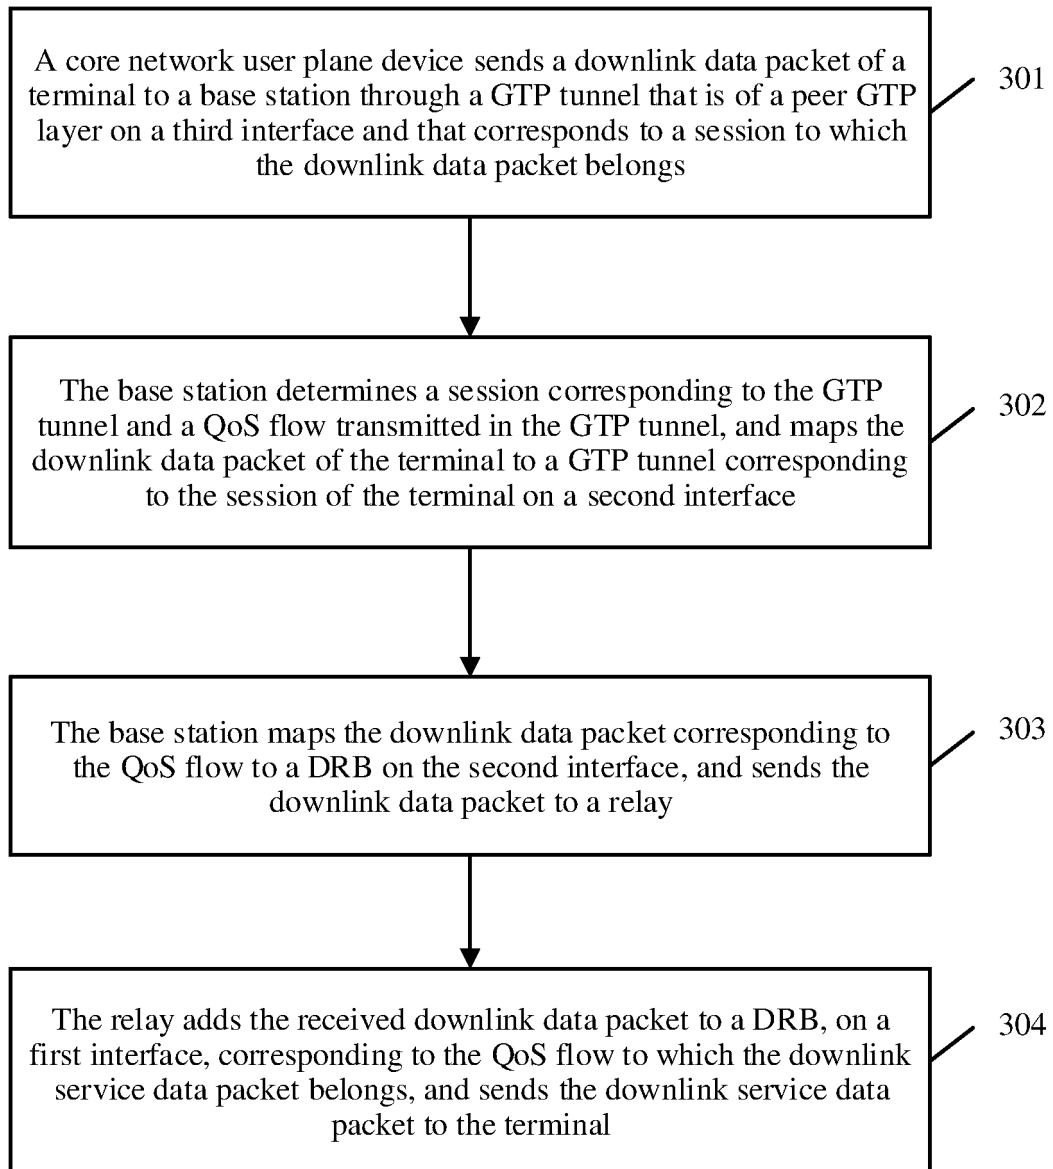 A core network user plane device sends a downlink data packet of a
terminal to a base station through a GTP tunnel that is of a peer GTP
layer on a third interface and that corresponds to a session to which
the downlink data packet belongs
301
The base station determines a session corresponding to the GTP
tunnel and a QoS flow transmitted in the GTP tunnel, and maps the
downlink data packet of the terminal to a GTP tunnel corresponding
to the session of the terminal on a second interface
302
The base station maps the downlink data packet corresponding to
the QoS flow to a DRB on the second interface, and sends the
downlink data packet to a relay
303
The relay adds the received downlink data packet to a DRB, on a
first interface, corresponding to the QoS flow to which the downlink
service data packet belongs, and sends the downlink service data
packet to the terminal
304